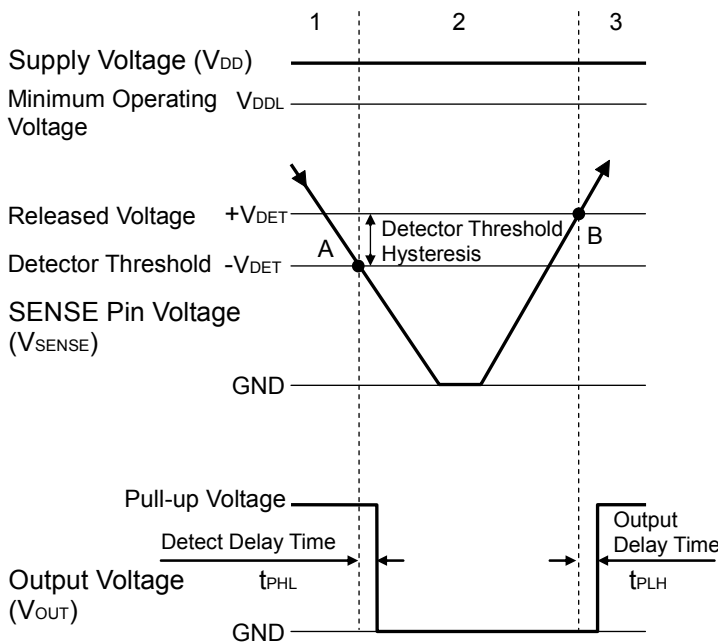 1 2 3
Supply Voltage (VDD)
Minimum Operating VDDL
Voltage
Released Voltage +VDET
Detector Threshold
Hysteresis
A
B
Detector Threshold -VDET
SENSE Pin Voltage
(VSENSE)
GND
Pull-up Voltage
Detect Delay Time
tPHL
Output
Delay Time
tPLH
Output Voltage
(VOUT)
GND